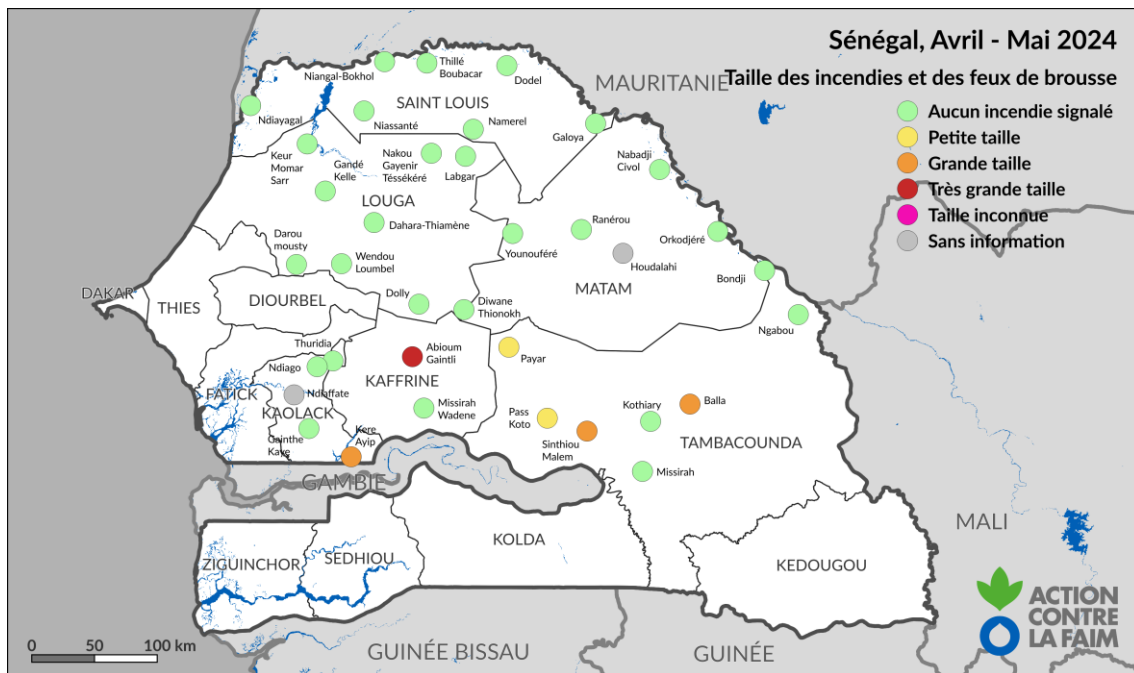 Sénégal, Avril - Mai 2024
Taille des incendies et des feux de brousse
Aucun incendie signalé
Petite taille
Grande taille
Très grande taille
Taille inconnue
Sans information
MAURITANIE
Niangal-Bokhol
Thillé
Boubacar
Dodel
SAINT LOUIS
Ndiayagal
Niassanté
Namerel
Galoya
Keur
Momar
Sarr
Gandé
Kelle
Nakou
Gayenir
Téssékéré
Labgar
Nabadji
Civol
LOUGA
Dahara-Thiamène
Ranérou
Younouféré
Orkodjéré
Darou
mousty
Wendou
Loumbel
Houdalahi
Bondji
MATAM
DAKAR
THIES
DIOURBEL
Dolly
Diwane
Thionokh
Ngabou
Thuridia
Ndiago
Abioum
Gaintli
Payar
KAFFRINE
FATICK
Ndiaffate
KAOLACK
Missirah
Wadene
Pass
Koto
Kothiary
Balla
Gainthe
Kaye
Kere
Ayip
Sinthiou
Malem
TAMBACOUNDA
Missirah
GAMBIE
KOLDA
MALI
ZIGUINCHOR
SEDHIOU
KEDOUGOU
GUINÉE BISSAU
GUINÉE
0 50 100 km
ACTION
CONTRE
LA FAIM